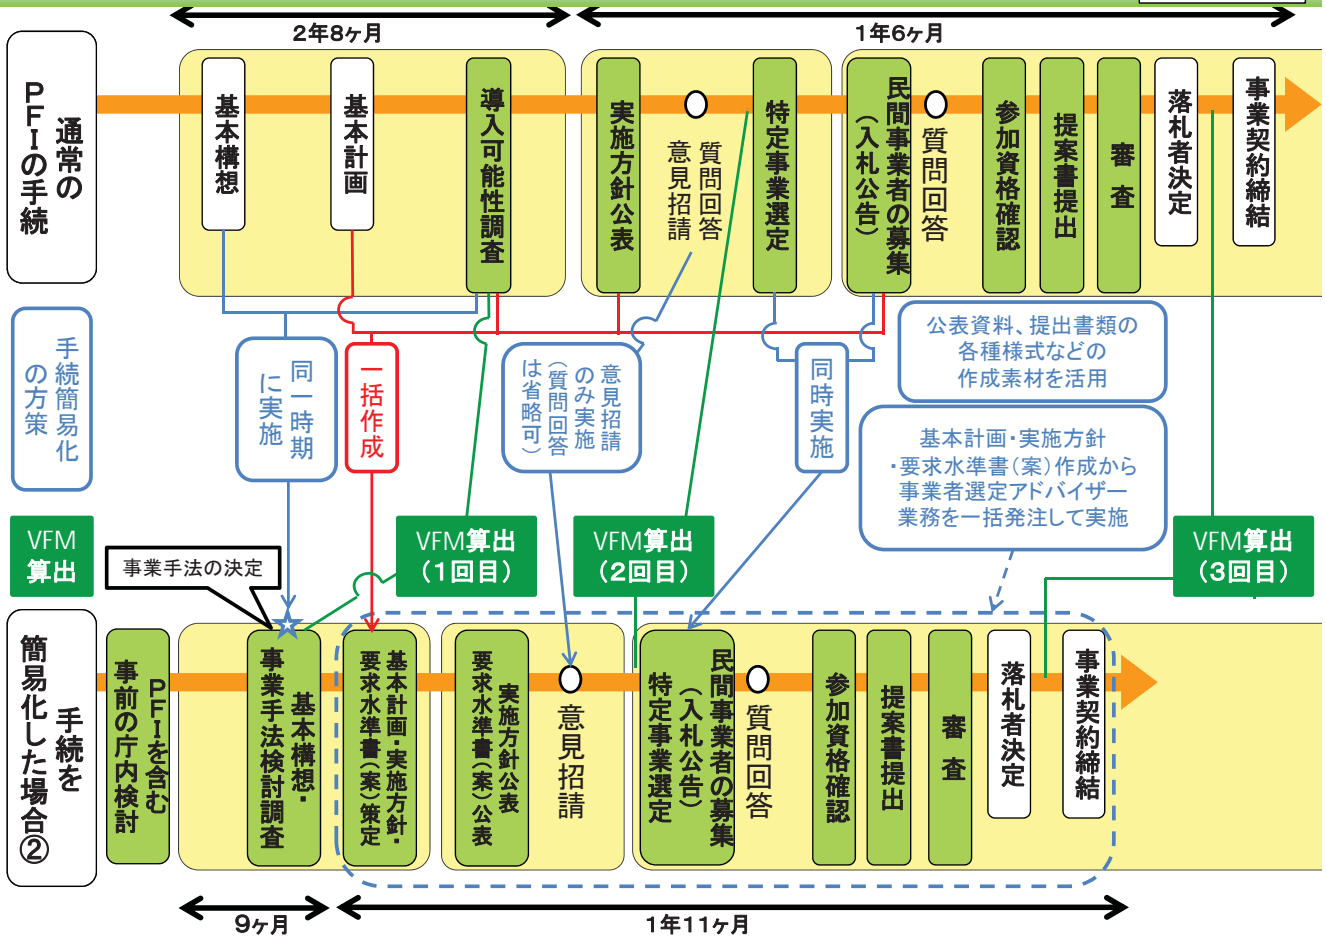 2年8ヶ月
1年6ヶ月
通常の
PFIの手続
基本構想
基本計画
導入可能性調査
実施方針公表
質問回答
意見招請
特定事業選定
民間事業者の募集
（入札公告）
質問回答
参加資格確認
提案書提出
審査
落札者決定
事業契約締結
手続簡易化
の方策
同一時期
に実施
一括作成
意見招請
のみ実施
（質問回答
は省略可）
同時実施
公表資料、提出書類の
各種様式などの
作成素材を活用
基本計画・実施方針
・要求水準書（案）作成から
事業者選定アドバイザー
業務を一括発注して実施
VFM
算出
事業手法の決定
VFM算出
（1回目）
VFM算出
（2回目）
VFM算出
（3回目）
手続を
簡易化した場合②
PFIを含む
事前の庁内検討
基本構想・
事業手法検討調査
基本計画・実施方針・
要求水準書（案）策定
実施方針公表
要求水準書（案）公表
意見招請
民間事業者の募集
（入札公告）
特定事業選定
質問回答
参加資格確認
提案書提出
審査
落札者決定
事業契約締結
9ヶ月
1年11ヶ月